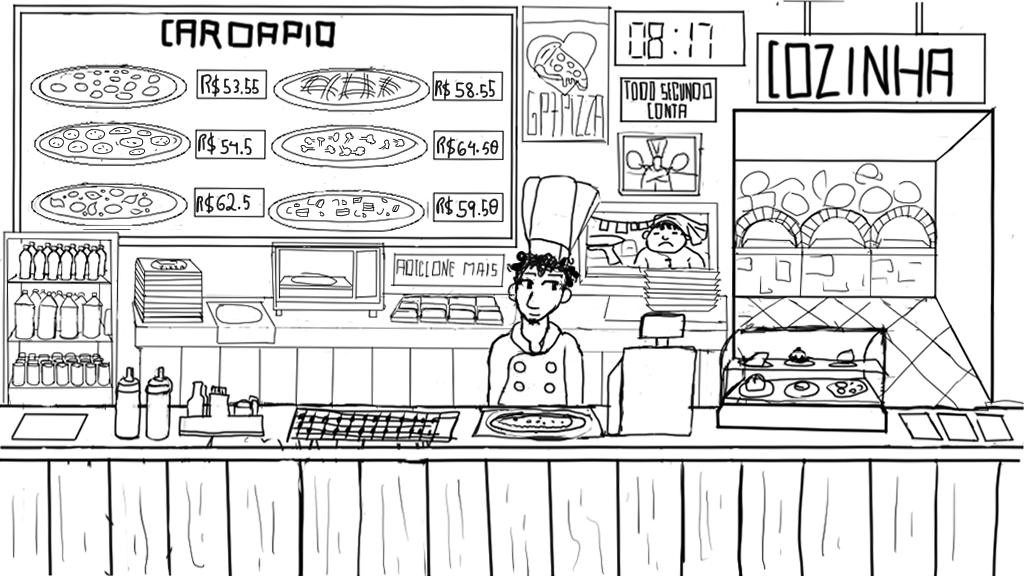 CARDAPIO
R$53.55
R$58.55
R$54.5
R$64.50
R$62.5
R$59.50
08:17
TODO SEGUNDO
CONTA
COZINHA
ADICIONE MAIS